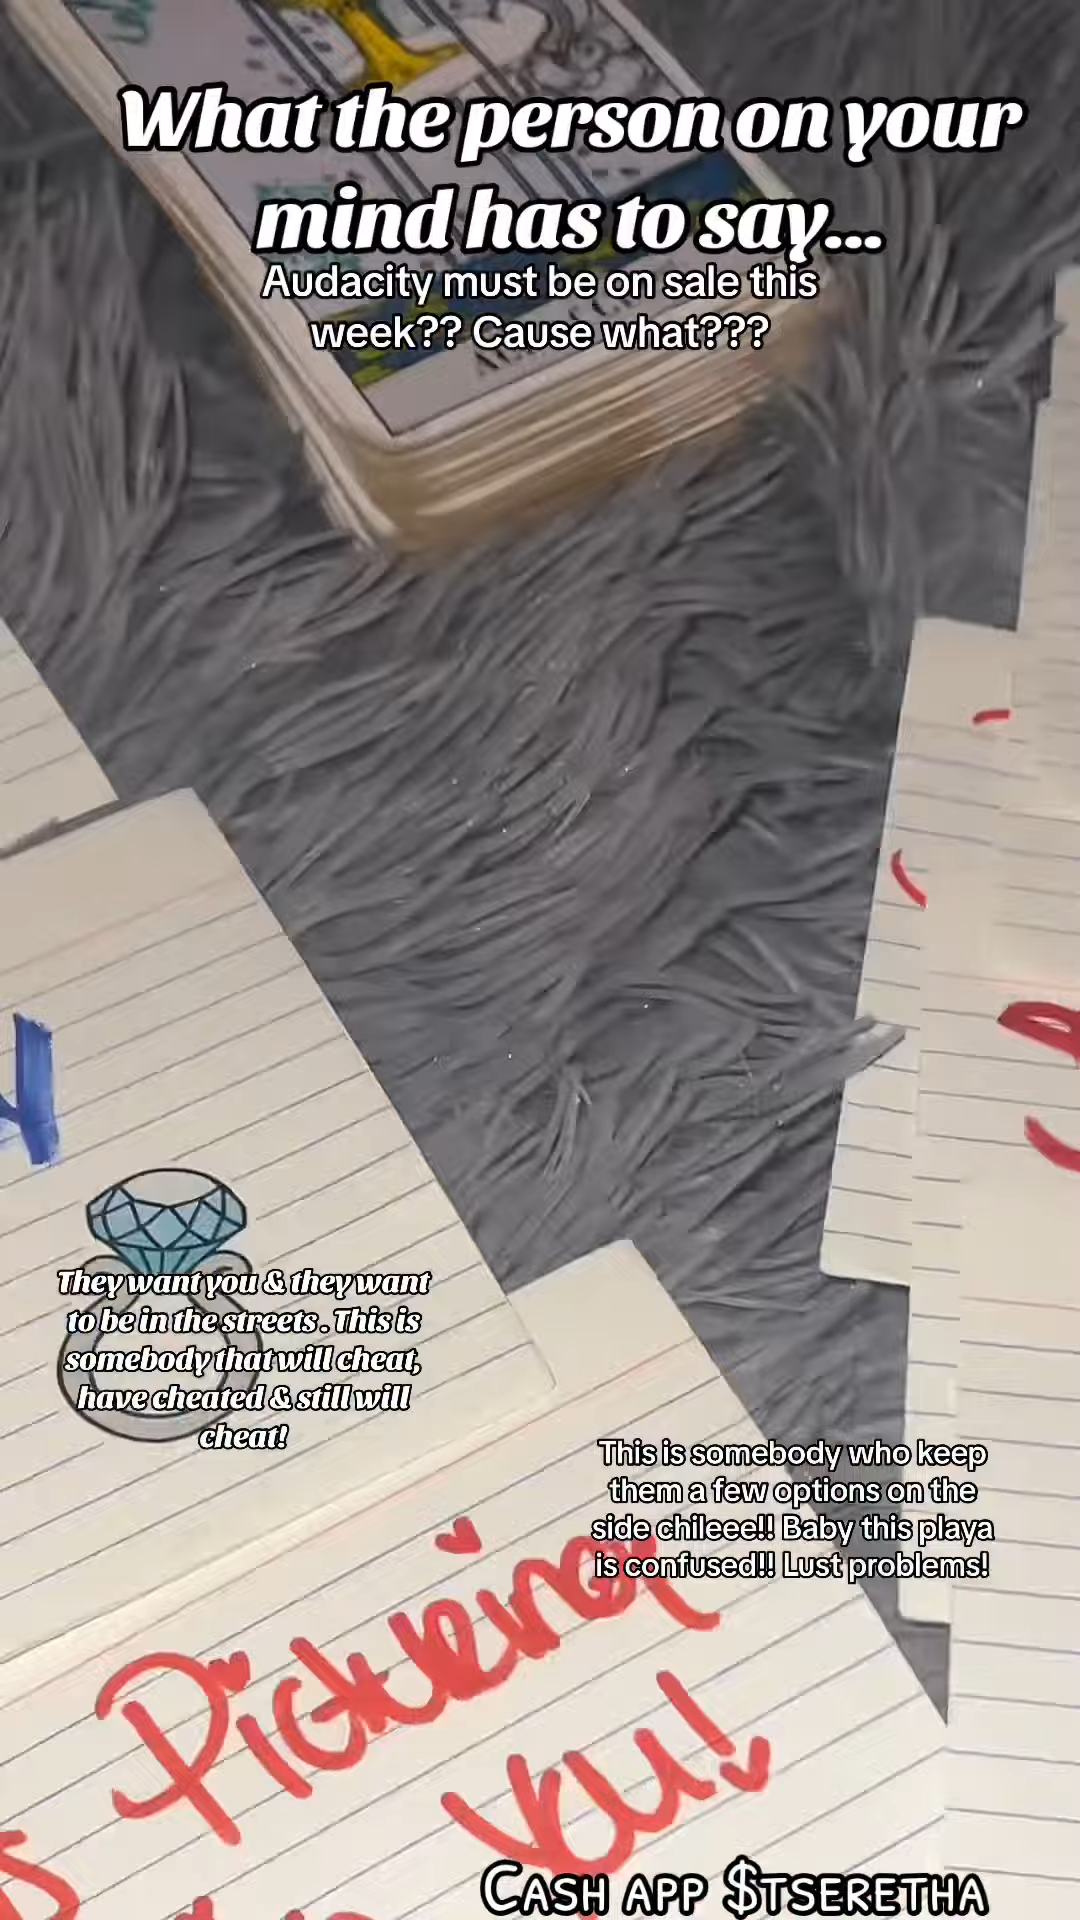 What the person on your
mind has to say...
Audacity must be on sale this
week?? Cause what???
They want you & they want
to be in the streets . This is
somebody that will cheat,
have cheated & still will
cheat!
This is somebody who keep
them a few options on the
side chileee!! Baby this playa
is confused!! Lust problems!
Picturing
You!
Cash app $tseretha